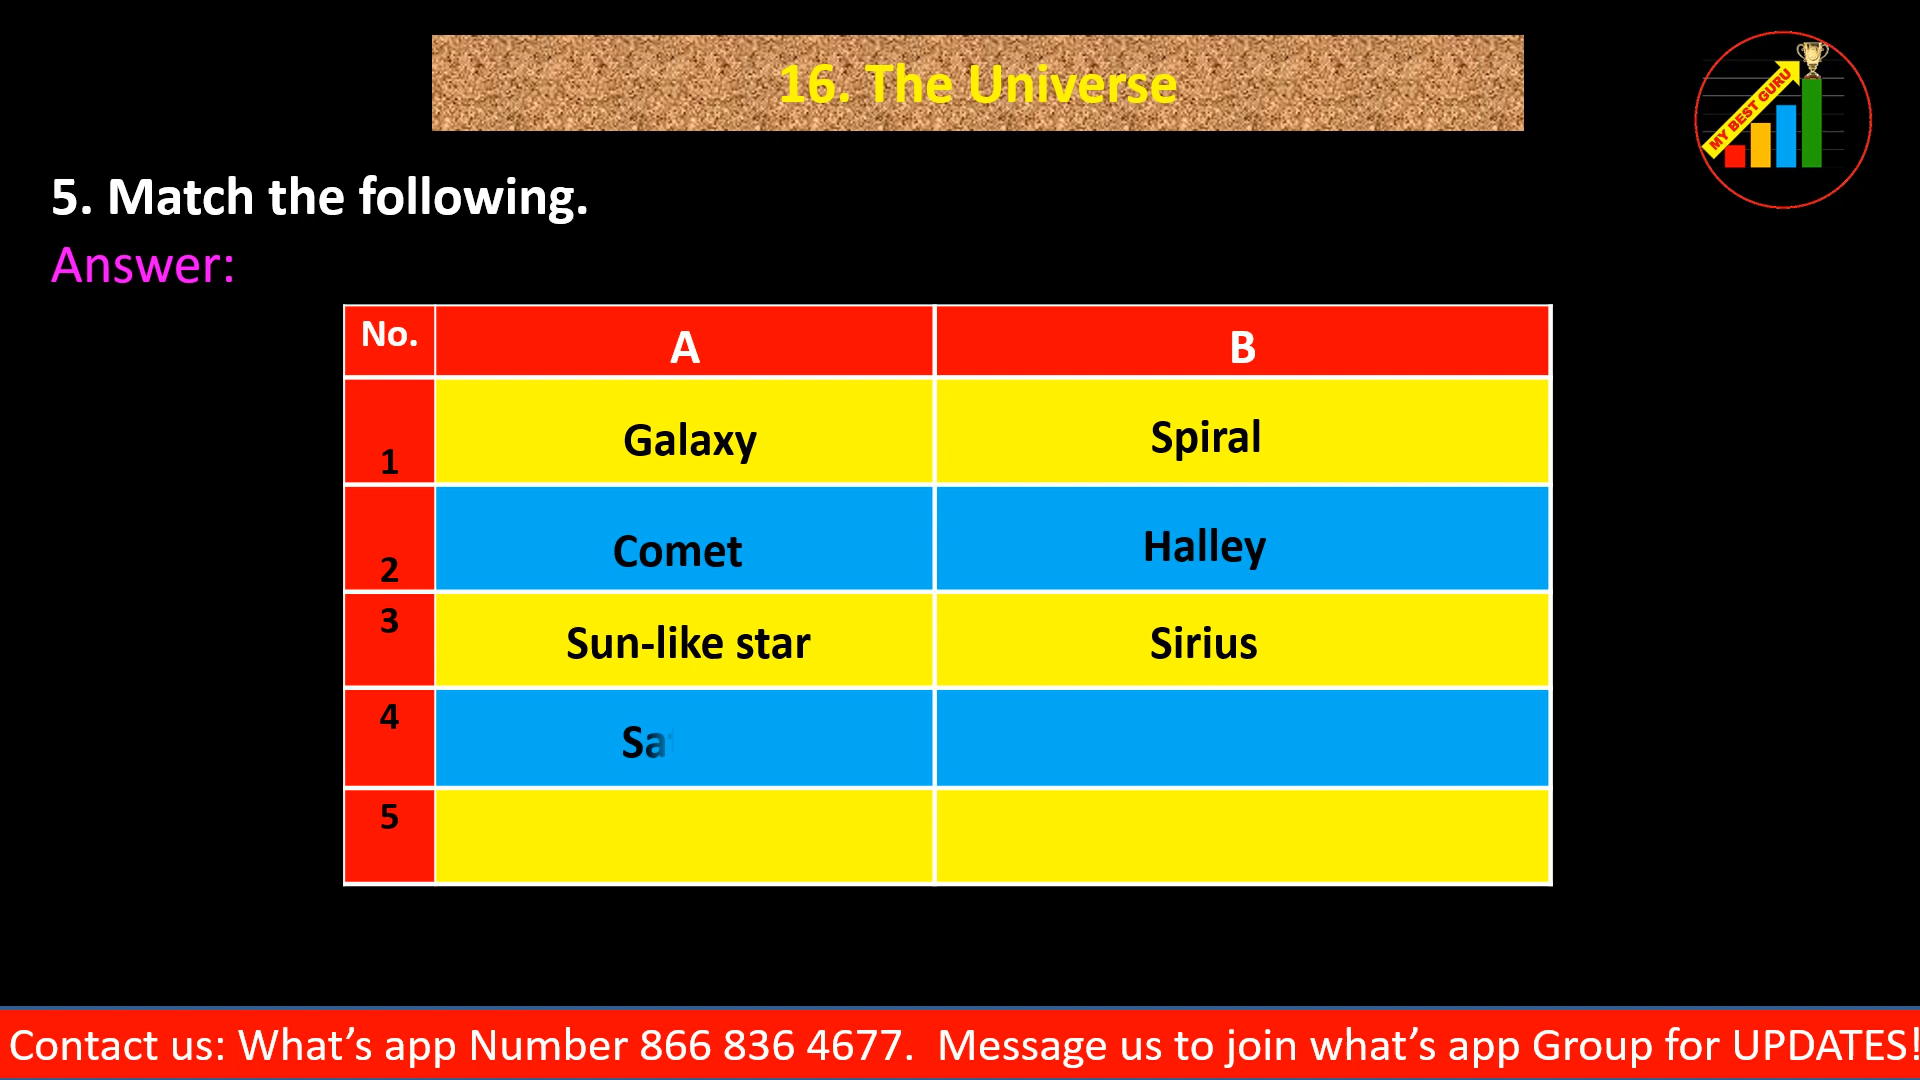 16. The Universe
MY BEST GURU
5. Match the following.
Answer:
No. A B
1 Galaxy Spiral
2 Comet Halley
3 Sun-like star Sirius
4
5
Contact us: What’s app Number 866 836 4677. Message us to join what’s app Group for UPDATES!